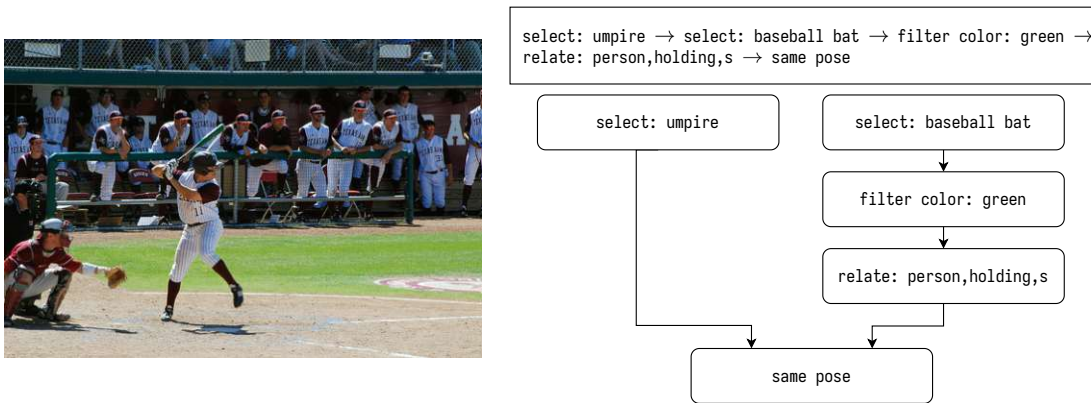 select: umpire → select: baseball bat → filter color: green →
relate: person,holding,s → same pose
select: umpire
select: baseball bat
filter color: green
relate: person,holding,s
same pose